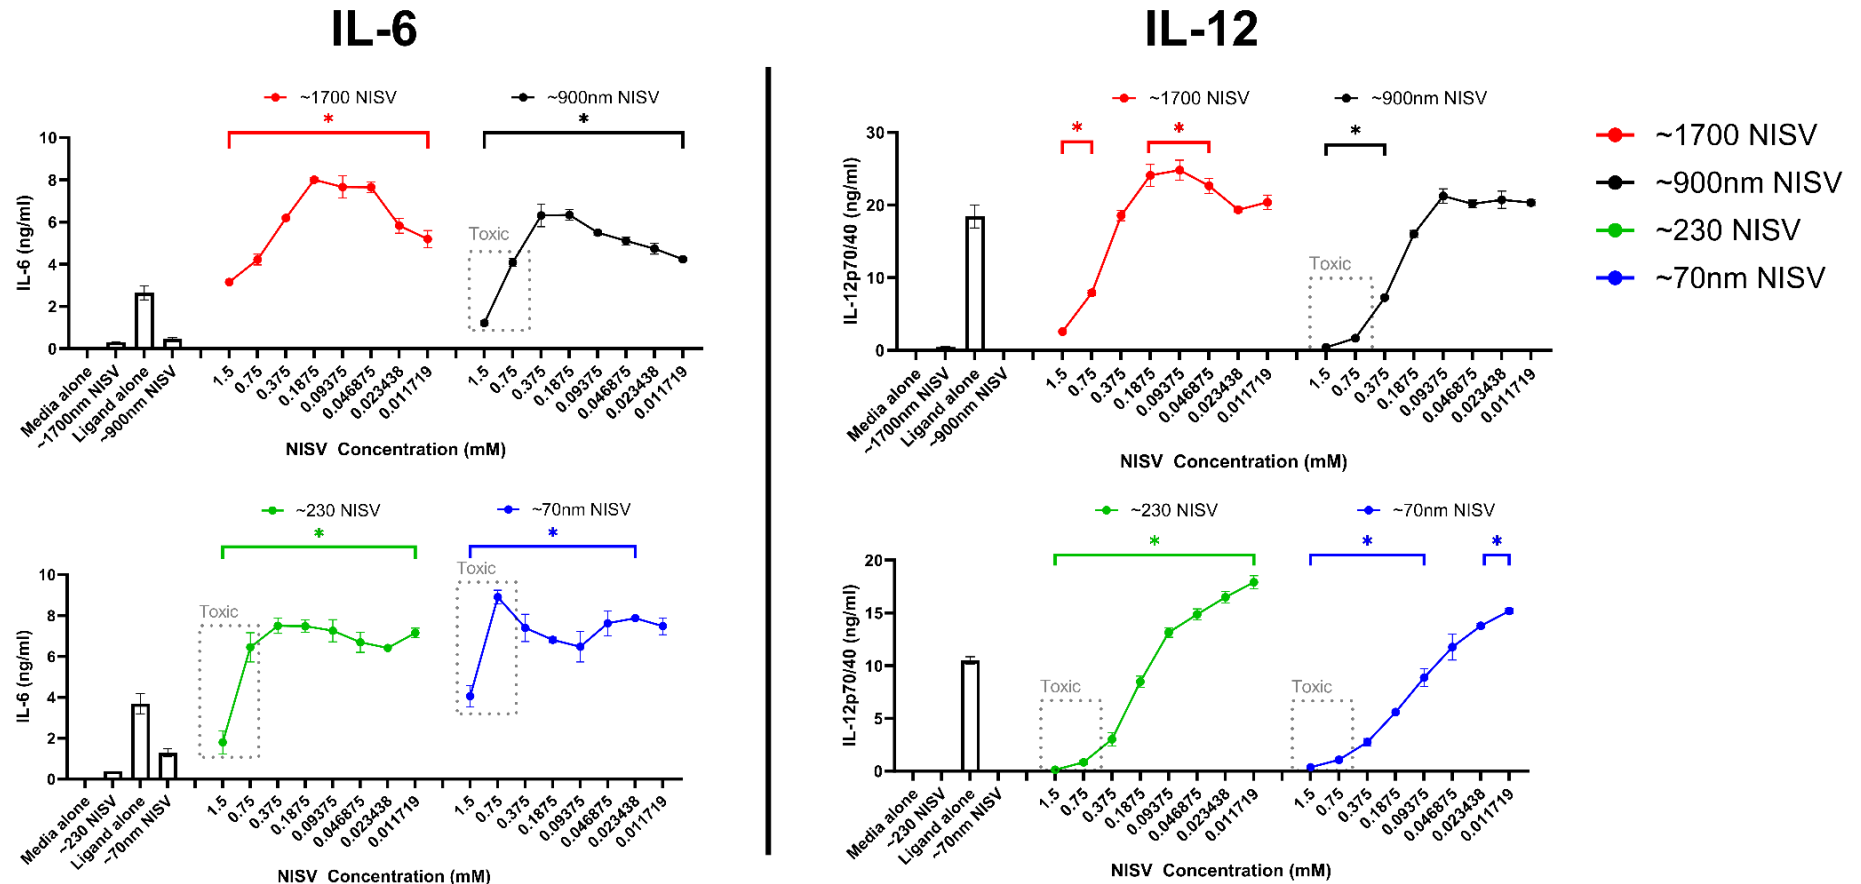 IL-6
IL-12
~1700 NISV
~900nm NISV
*
*
10
8
6
4
2
0
IL-6 (ng/ml)
Toxic
Media alone
~1700nm NISV
Ligand alone
~900nm NISV
1.5
0.75
0.375
0.1875
0.09375
0.046875
0.023438
0.011719
1.5
0.75
0.375
0.1875
0.09375
0.046875
0.023438
0.011719
NISV Concentration (mM)
~1700 NISV
~900nm NISV
*
*
*
30
20
10
0
IL-12p70/40 (ng/ml)
Toxic
Media alone
~1700nm NISV
Ligand alone
~900nm NISV
1.5
0.75
0.375
0.1875
0.09375
0.046875
0.023438
0.011719
1.5
0.75
0.375
0.1875
0.09375
0.046875
0.023438
0.011719
NISV Concentration (mM)
~1700 NISV
~900nm NISV
~230 NISV
~70nm NISV
~230 NISV
~70nm NISV
*
*
10
8
6
4
2
0
IL-6 (ng/ml)
Toxic
Toxic
Media alone
~230 NISV
Ligand alone
~70nm NISV
1.5
0.75
0.375
0.1875
0.09375
0.046875
0.023438
0.011719
1.5
0.75
0.375
0.1875
0.09375
0.046875
0.023438
0.011719
NISV Concentration (mM)
~230 NISV
~70nm NISV
*
*
*
20
15
10
5
0
IL-12p70/40 (ng/ml)
Toxic
Toxic
Media alone
~230 NISV
Ligand alone
~70nm NISV
1.5
0.75
0.375
0.1875
0.09375
0.046875
0.023438
0.011719
1.5
0.75
0.375
0.1875
0.09375
0.046875
0.023438
0.011719
NISV Concentration (mM)